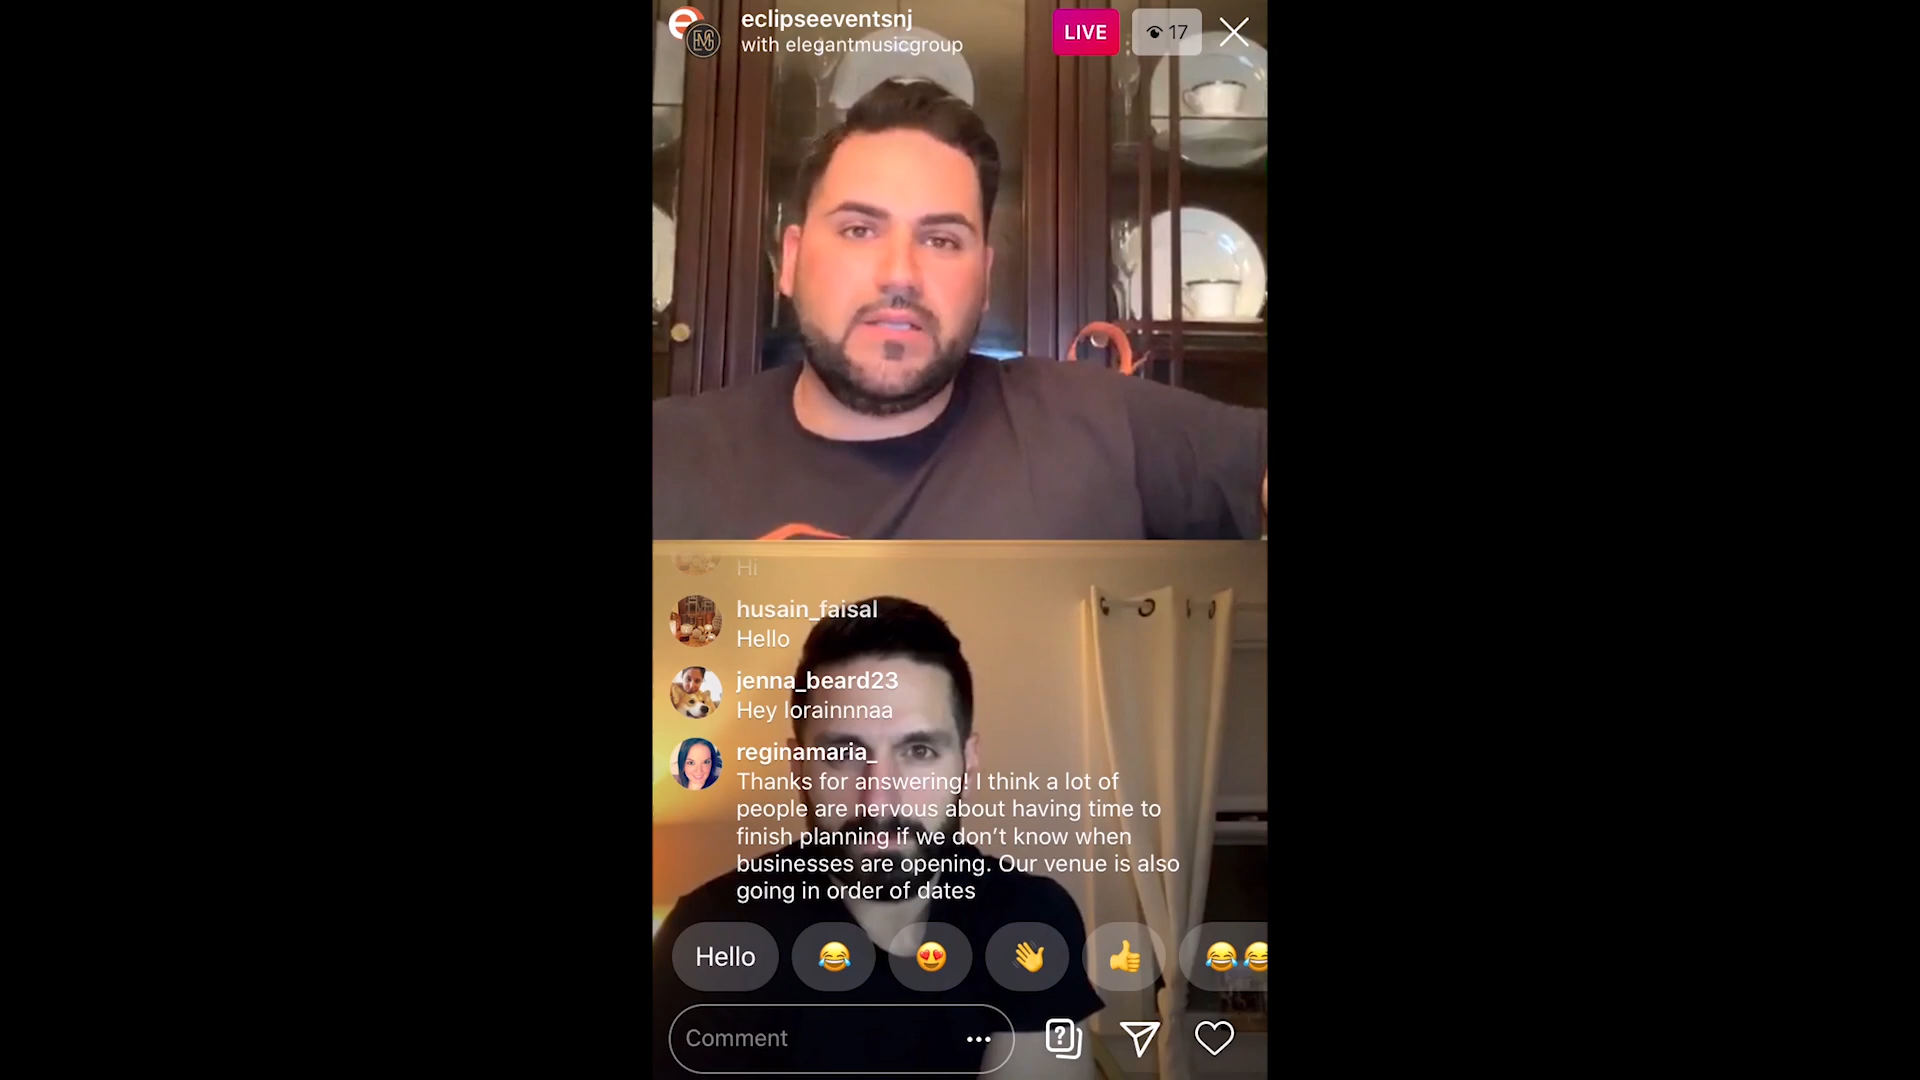 eclipseeventsnj
with elegantmusicgroup
LIVE
17
EMG
Hi
husain_faisal
Hello
jenna_beard23
Hey lorainnnaa
reginamaria_
Thanks for answering! I think a lot of
people are nervous about having time to
finish planning if we don’t know when
businesses are opening. Our venue is also
going in order of dates
Hello
Comment